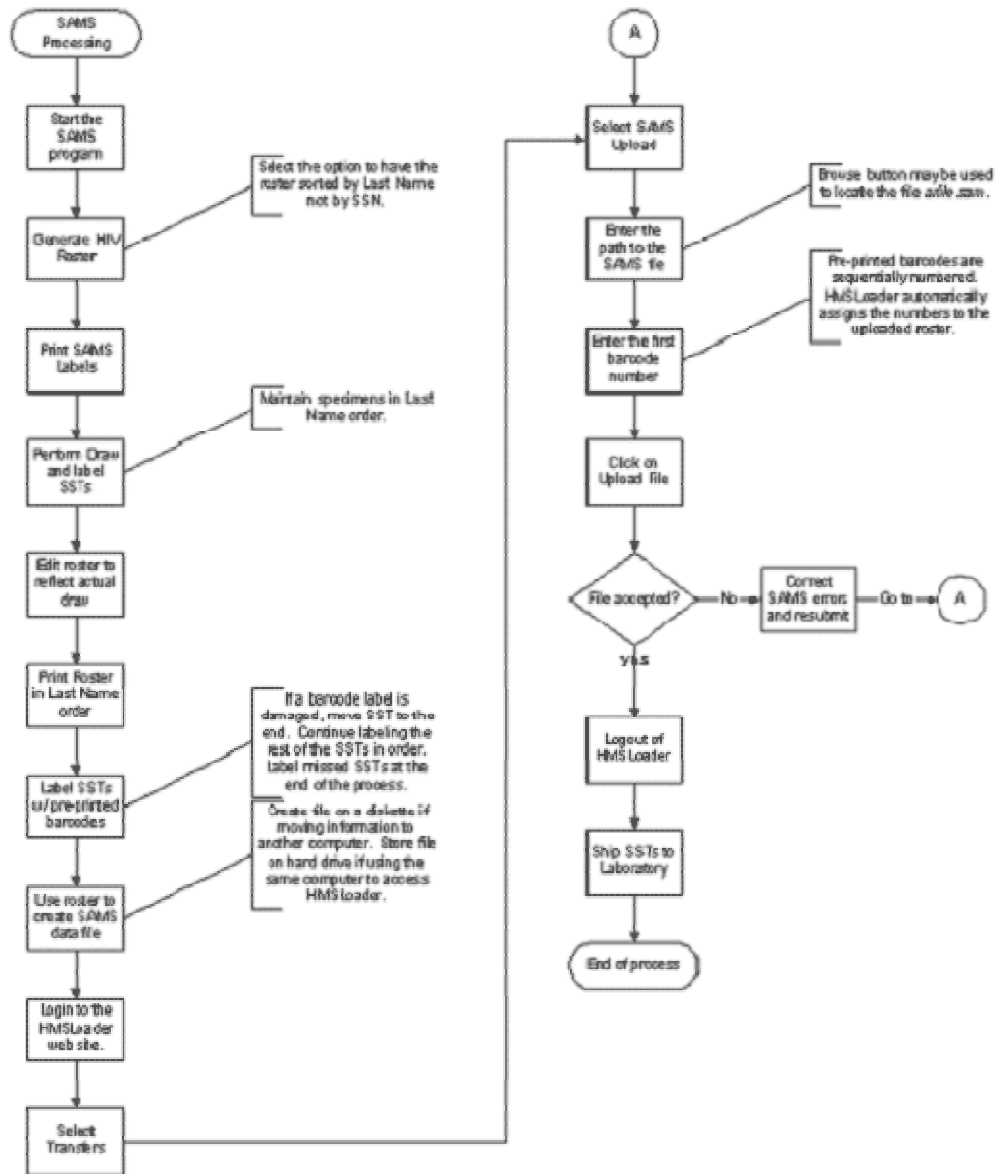 SAMS
Processing
Start the
SAMS
program
Select the option to have the
roster sorted by Last Name
not by SSN.
Generate HIV
Roster
Print SAMS
Labels
Maintain specimens in Last
Name order.
Perform Draw
and label
SSTs
Edit roster to
reflect actual
draw
Print Roster
in Last Name
order
If a barcode label is
damaged, move SST to the
end. Continue labeling the
rest of the SSTs in order.
Label missed SSTs at the
end of the process.
Label SSTs
w/pre-printed
barcodes
Create file on a diskette if
moving information to
another computer. Store file
on hard drive if using the
same computer to access
HMSLoader.
Use roster to
create SAMS
data file
Login to the
HMSLoader
web site.
Select
Transfers
A
Select SAMS
Upload
Browse button may be used
to locate the file
Enter the
path to the
SAMS file
Pre-printed barcodes are
sequentially numbered.
HMSLoader automatically
assigns the numbers to the
uploaded roster.
Enter the first
barcode
number
Click on
Upload File
File accepted?
No
Correct
SAMS errors
and resubmit
Go to
A
yes
Logout of
HMSLoader
Ship SSTs to
Laboratory
End of process